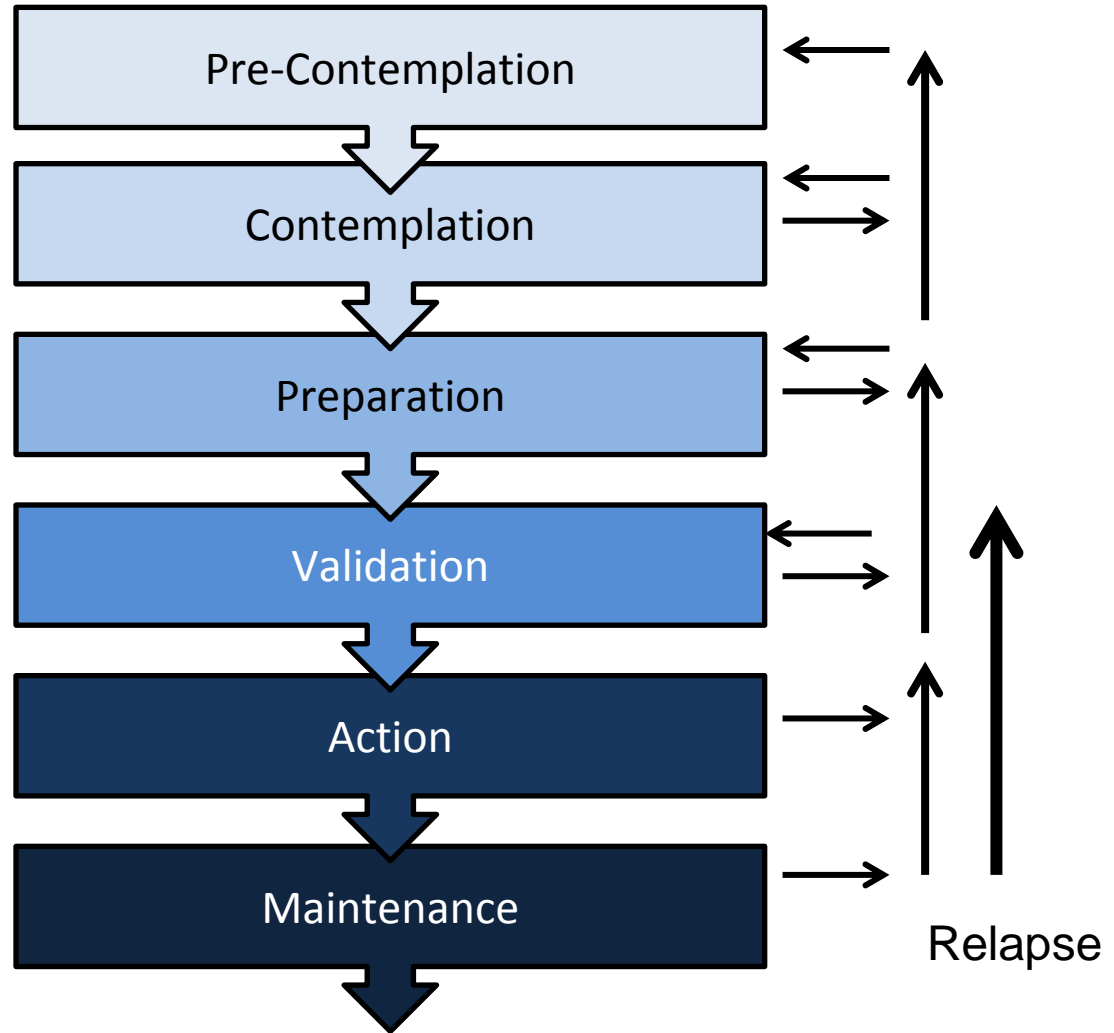 Pre-Contemplation
Contemplation
Preparation
Validation
Action
Maintenance
Relapse